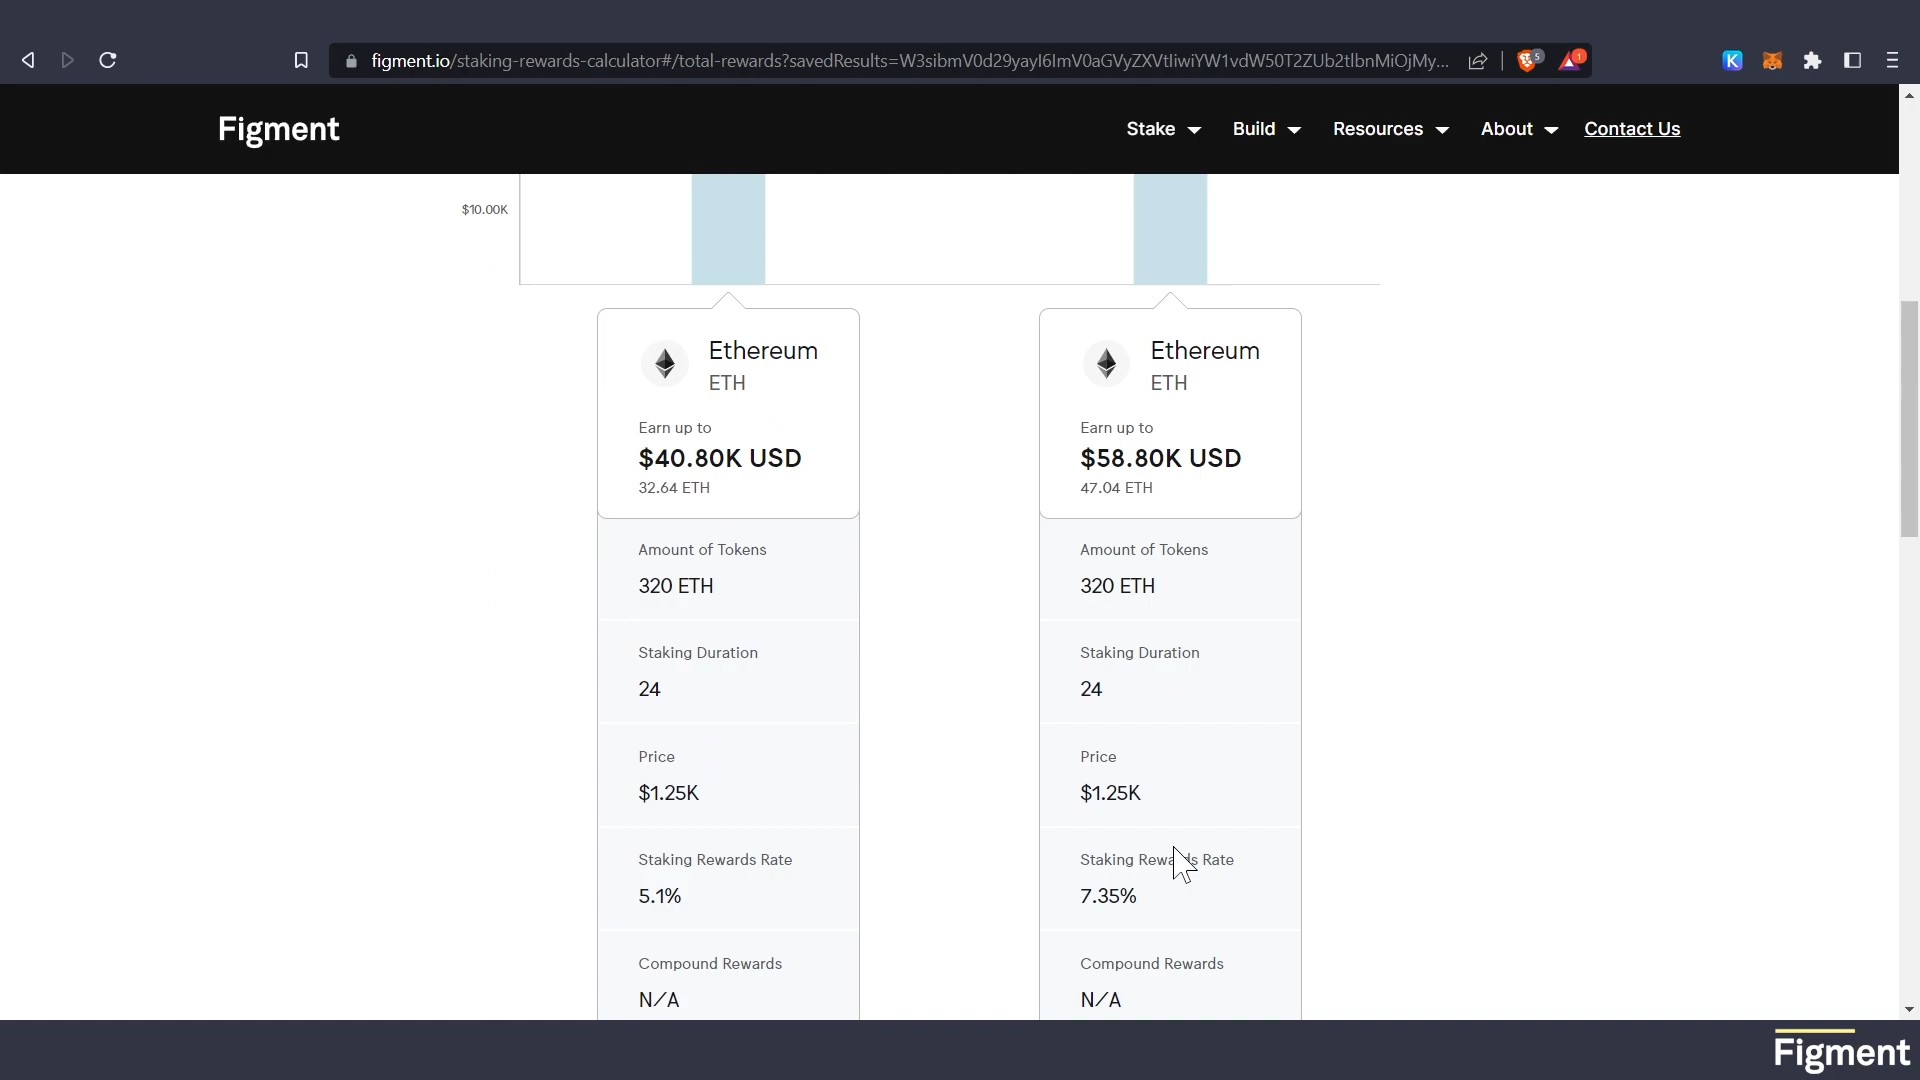 figment.io/staking-rewards-calculator#/total-rewards?savedResults=W3sibmV0d29yayI6ImV0aGVyZXVtIiwiYW1vdW50T2ZUb2tlbnMiOjMy...
5
1
K
Figment
Stake
Build
Resources
About
Contact Us
$10.00K
Ethereum
ETH
Earn up to
$40.80K USD
32.64 ETH
Amount of Tokens
320 ETH
Staking Duration
24
Price
$1.25K
Staking Rewards Rate
5.1%
Compound Rewards
N/A
Ethereum
ETH
Earn up to
$58.80K USD
47.04 ETH
Amount of Tokens
320 ETH
Staking Duration
24
Price
$1.25K
Staking Rewards Rate
7.35%
Compound Rewards
N/A
Figment